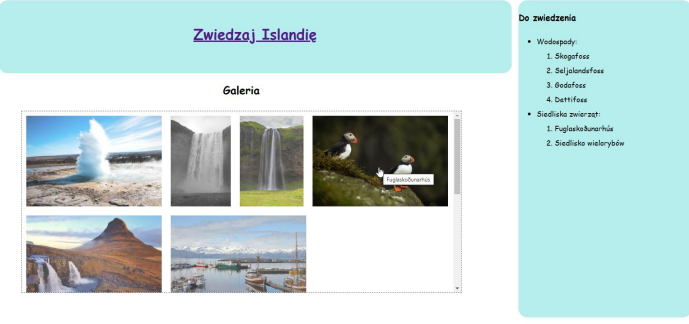 Zwiedzaj Islandię
Galeria
Fuglaskoðunarhús
Do zwiedzenia
Wodospady:
1. Skogafoss
2. Seljalandsfoss
3. Godafoss
4. Dettifoss
Siedliska zwierząt:
1. Fuglaskoðunarhús
2. Siedlisko wielorybów